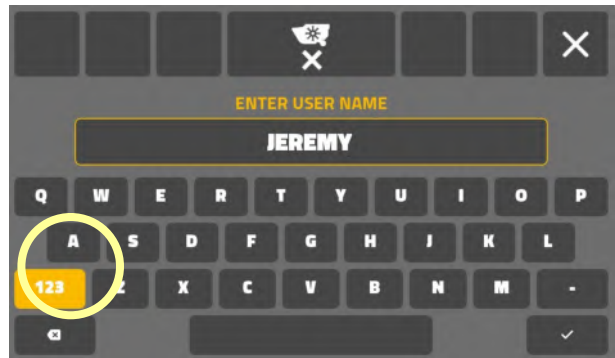 ENTER USER NAME
JEREMY
Q W E R T Y U I O P
A S D F G H J K L
123 Z X C V B N M -